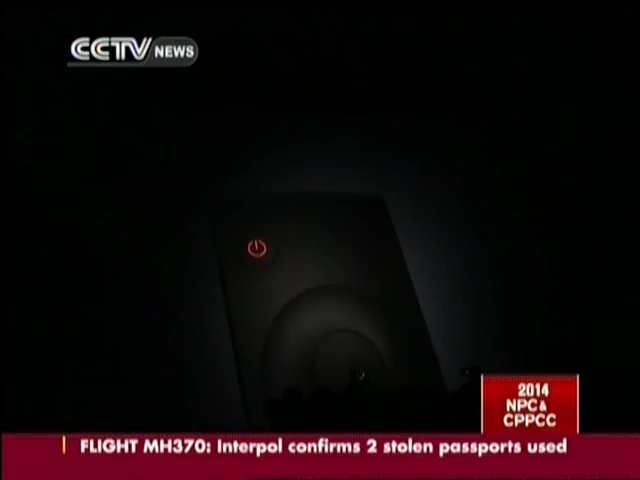 CCTV NEWS
2014
NPC&
CPPCC
FLIGHT MH370: Interpol confirms 2 stolen passports used